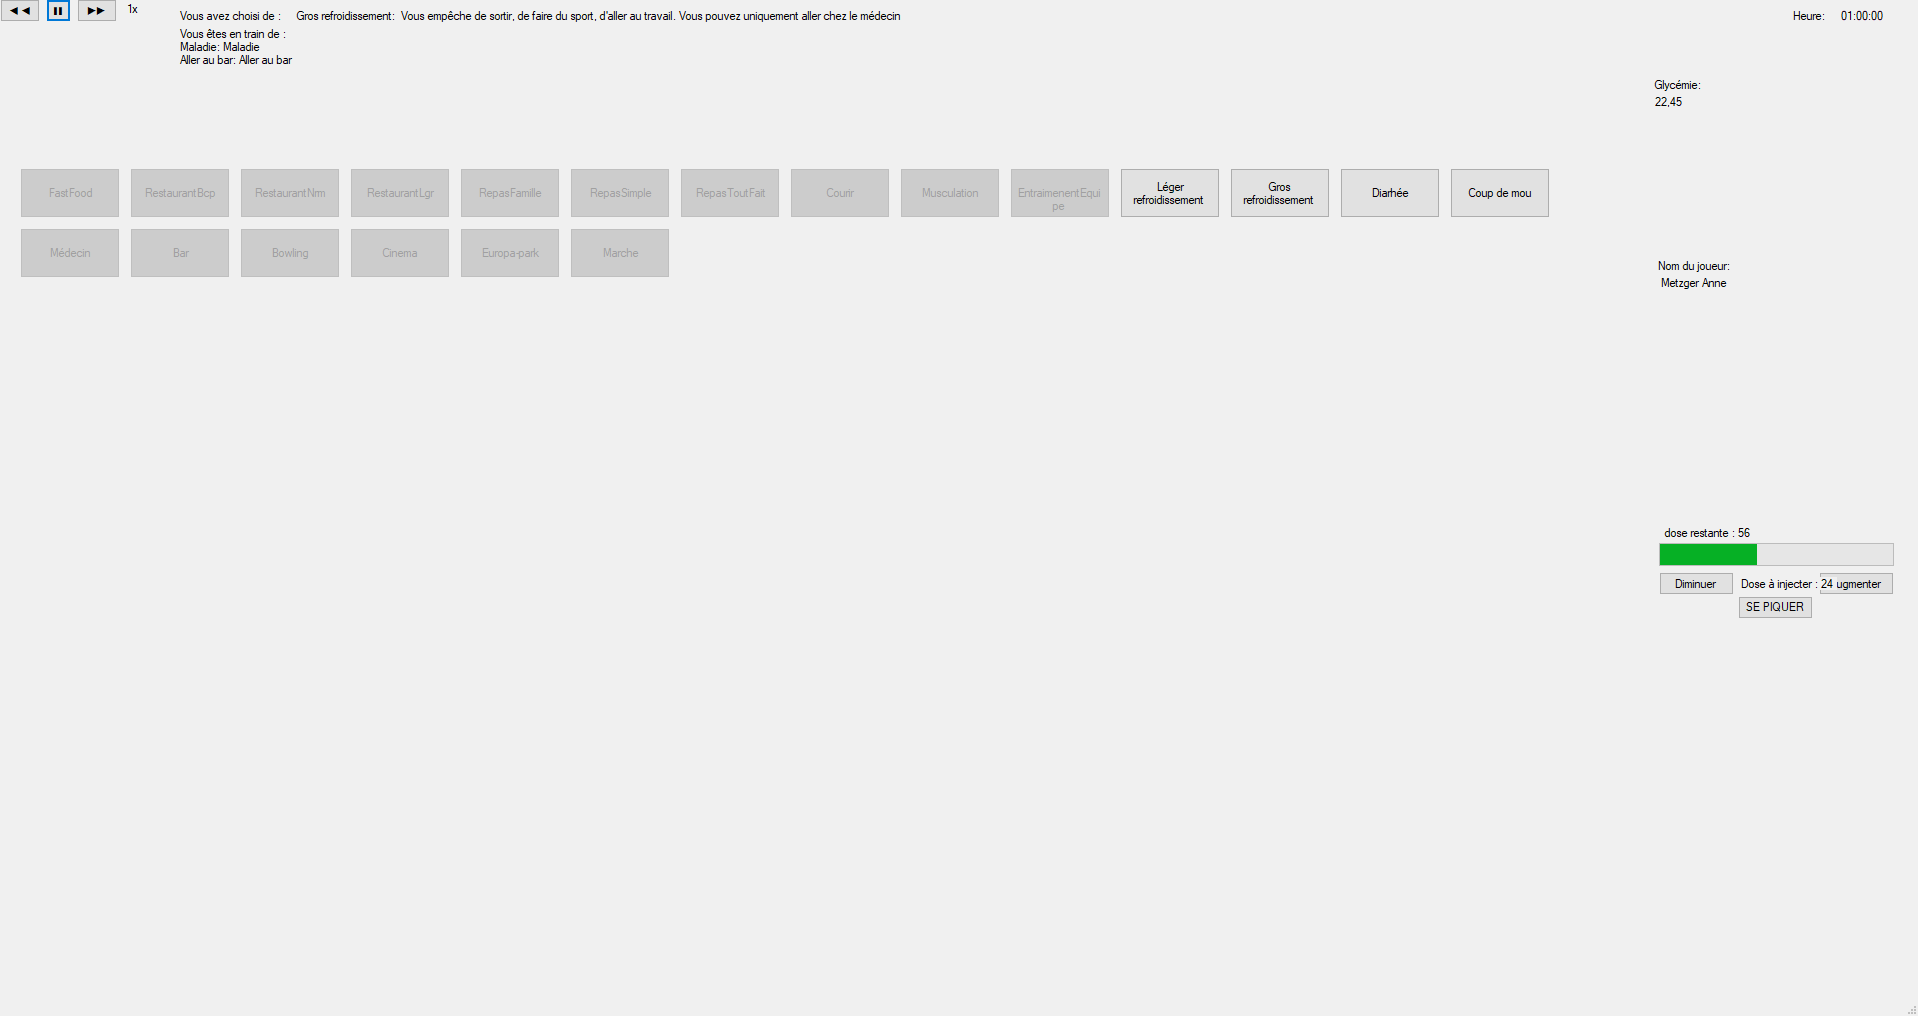 ◄◄ ▮▮ ►► 1x
Vous avez choisi de : Gros refroidissement: Vous empêche de sortir, de faire du sport, d'aller au travail. Vous pouvez uniquement aller chez le médecin
Heure: 01:00:00
Vous êtes en train de :
Maladie: Maladie
Aller au bar: Aller au bar
Glycémie:
22,45
FastFood
RestaurantBcp
RestaurantNrm
RestaurantLgr
RepasFamille
RepasSimple
RepasToutFait
Courir
Musculation
EntraimenentEqui
pe
Léger
refroidissement
Gros
refroidissement
Diarhée
Coup de mou
Médecin
Bar
Bowling
Cinema
Europa-park
Marche
Nom du joueur:
Metzger Anne
dose restante : 56
Diminuer
Dose à injecter : 24
ugmenter
SE PIQUER